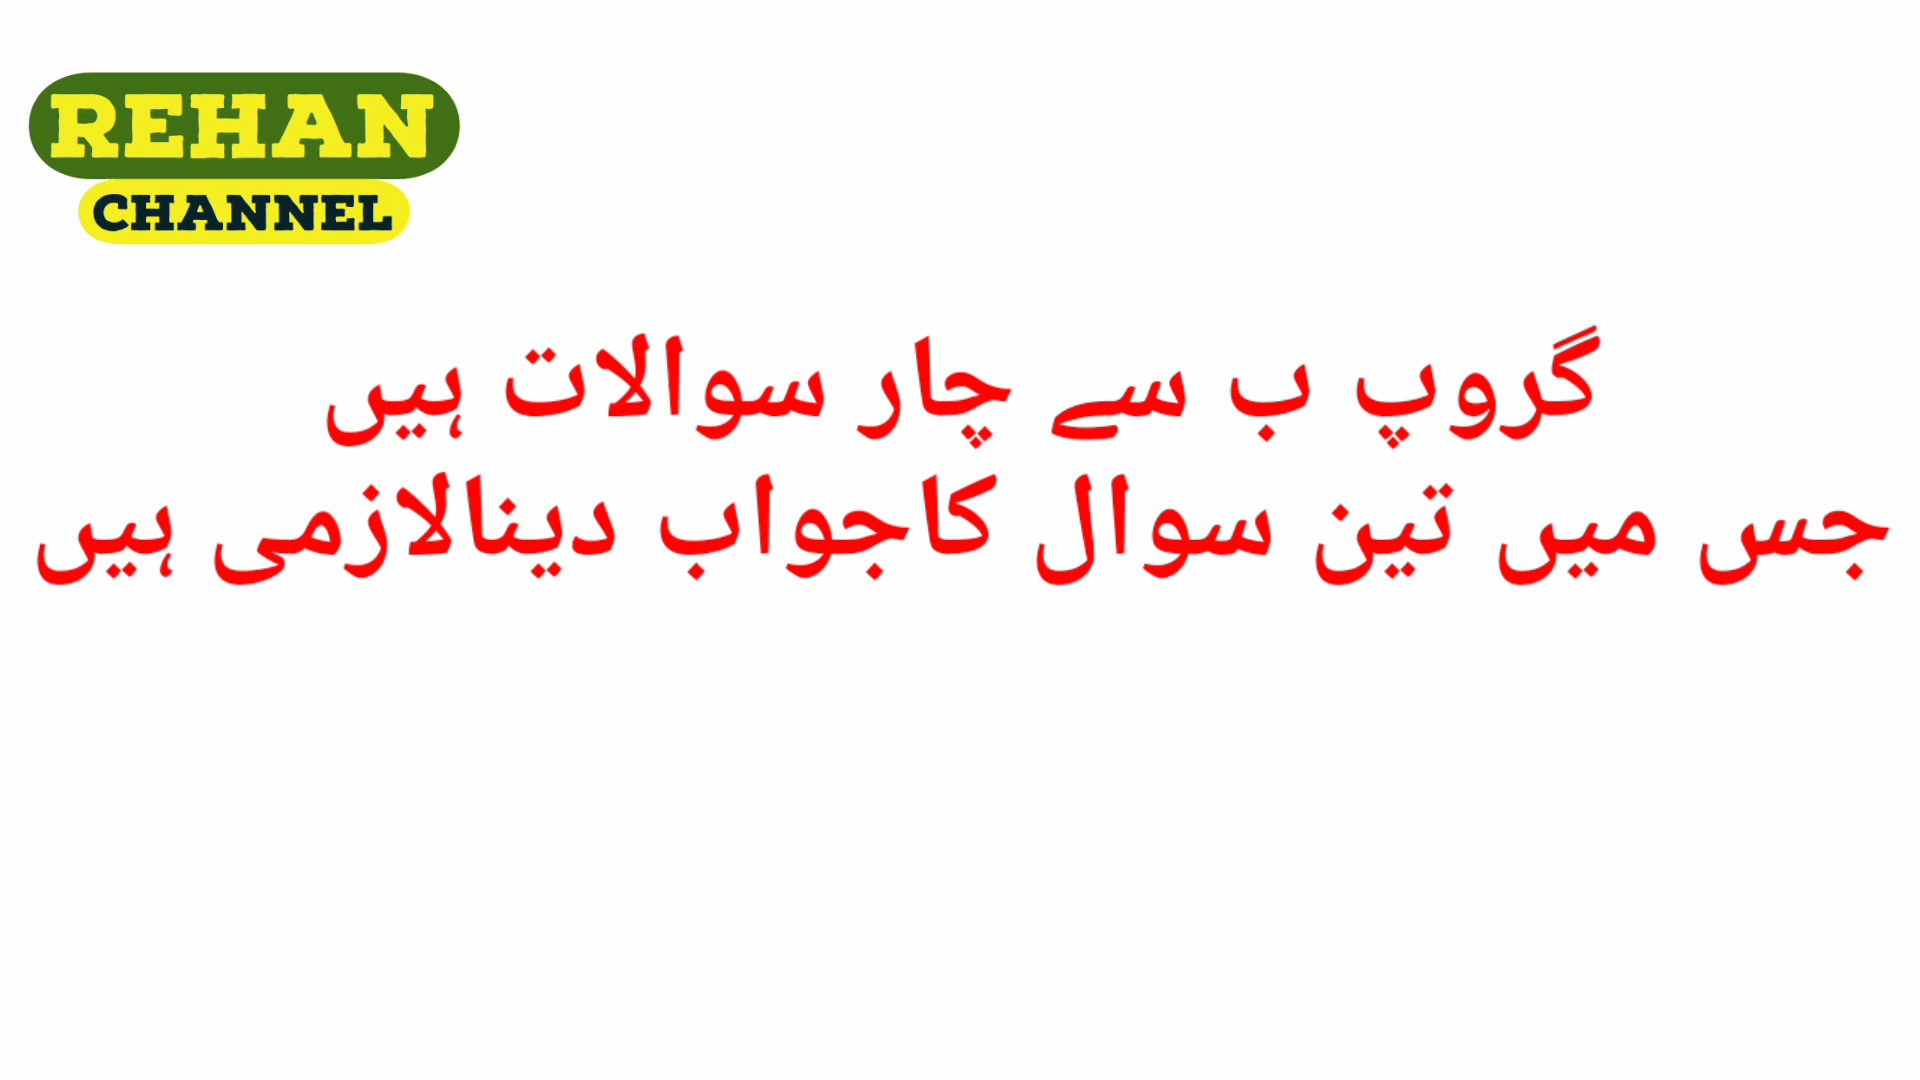 REHAN
CHANNEL
گروپ ب سے چار سوالات ہیں
جس میں تین سوال کاجواب دینالازمی ہیں